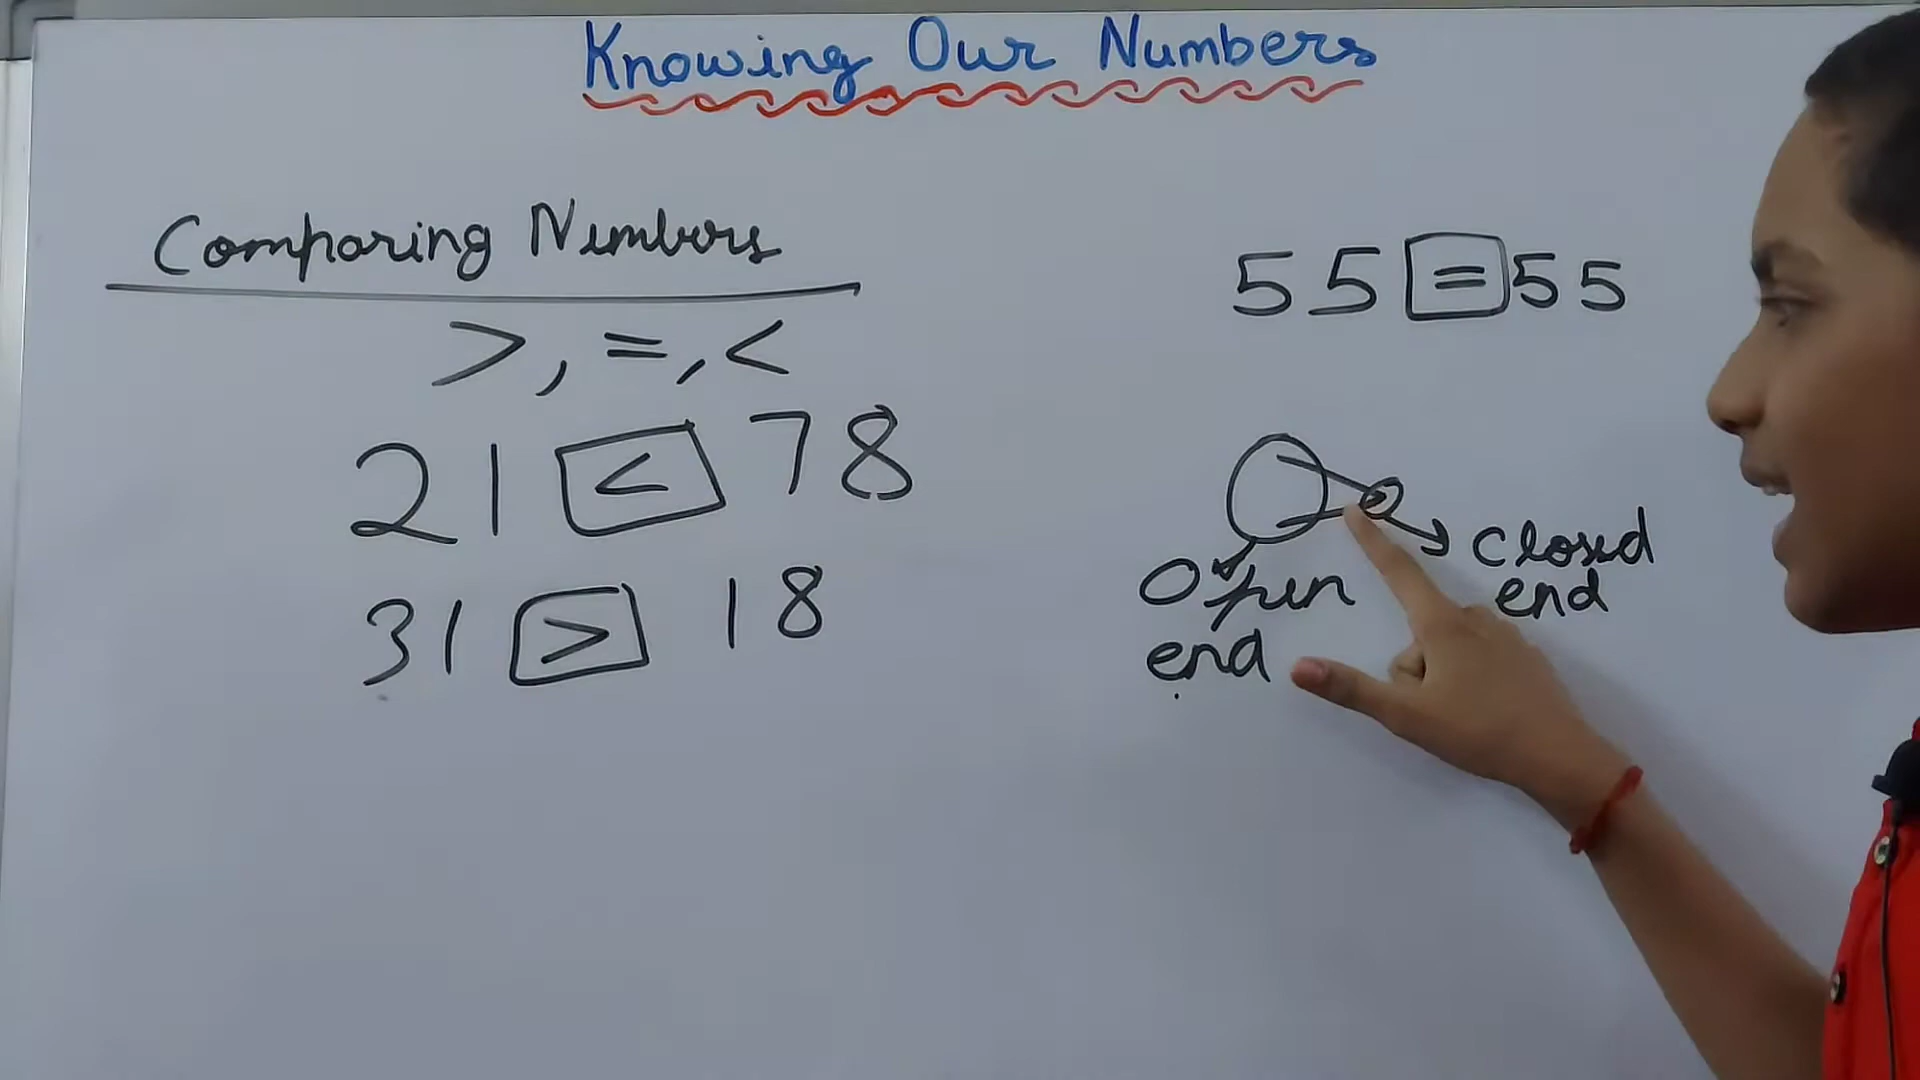 Knowing Our Numbers
Comparing Numbers
>, =, <
21 < 78
31 > 18
55 = 55
Open
end
closed
end